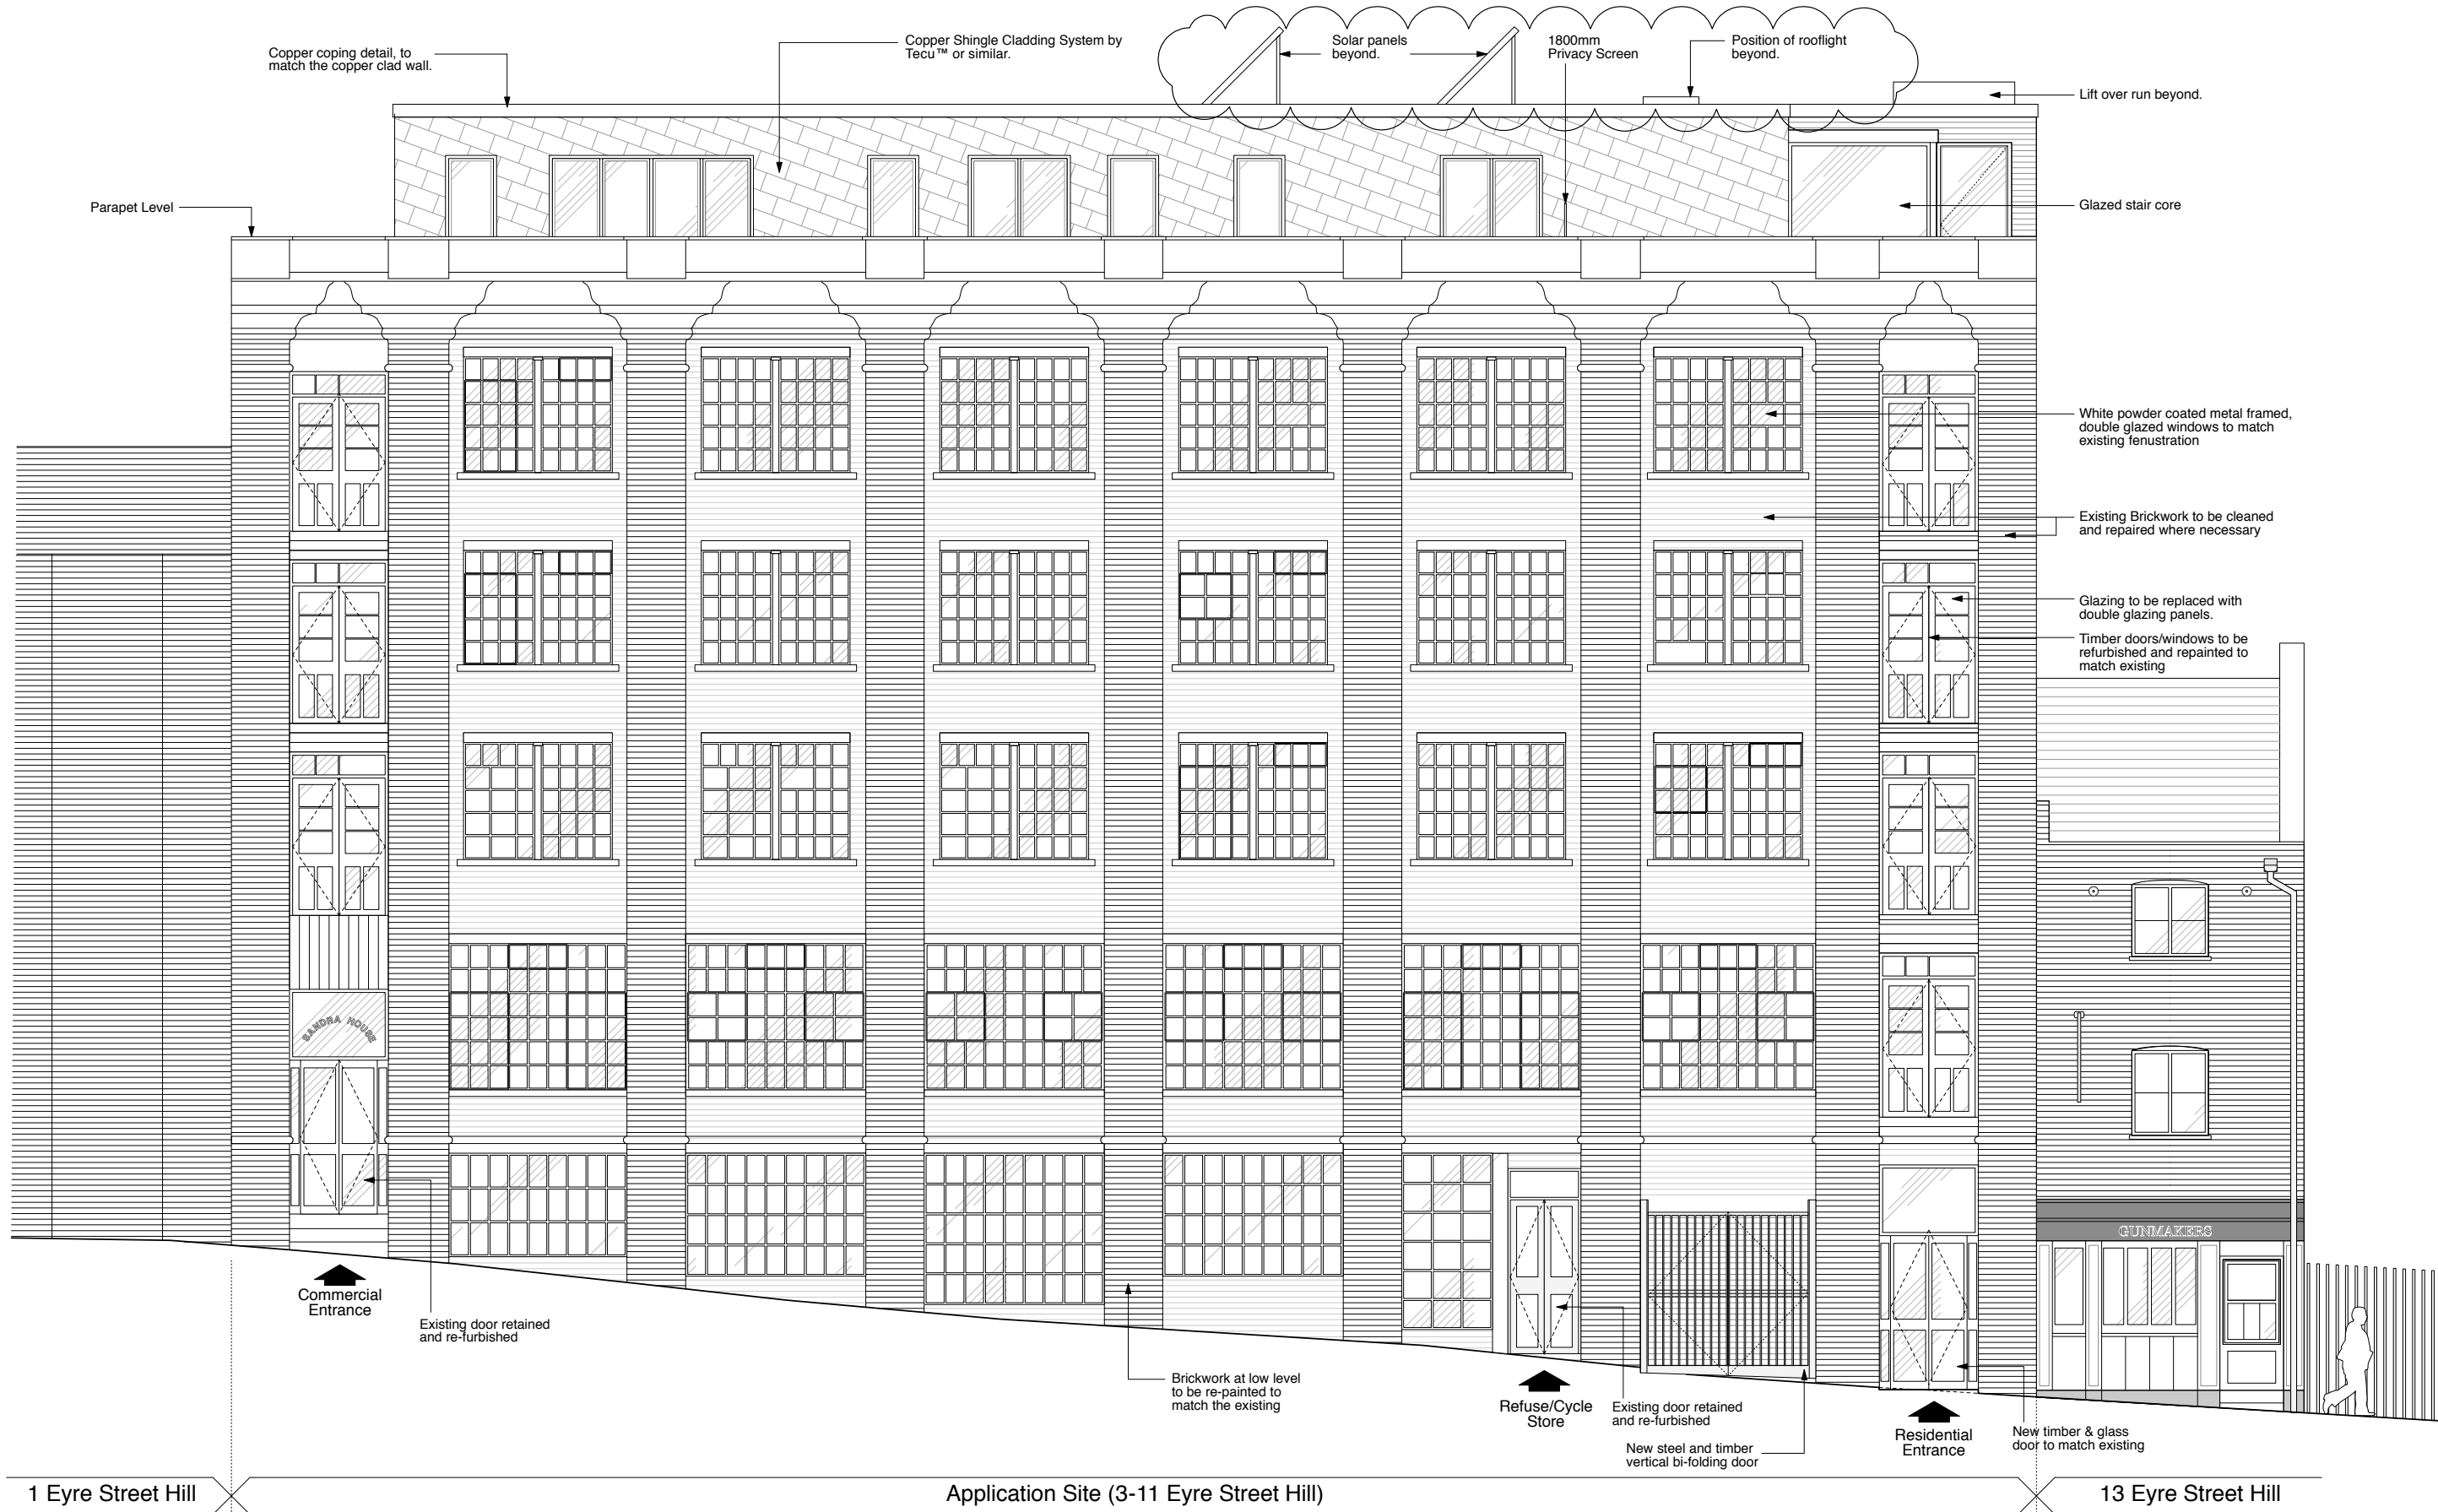 Copper coping detail, to
match the copper clad wall.
Copper Shingle Cladding System by
Tecu™ or similar.
Solar panels
beyond.
1800mm
Privacy Screen
Position of rooflight
beyond.
Lift over run beyond.
Parapet Level
Glazed stair core
White powder coated metal framed,
double glazed windows to match
existing fenustration
Existing Brickwork to be cleaned
and repaired where necessary
Glazing to be replaced with
double glazing panels.
Timber doors/windows to be
refurbished and repainted to
match existing
SANDRA HOUSE
GUNMAKERS
Commercial
Entrance
Existing door retained
and re-furbished
Brickwork at low level
to be re-painted to
match the existing
Refuse/Cycle
Store
Existing door retained
and re-furbished
New steel and timber
vertical bi-folding door
Residential
Entrance
New timber & glass
door to match existing
1 Eyre Street Hill
Application Site (3-11 Eyre Street Hill)
13 Eyre Street Hill